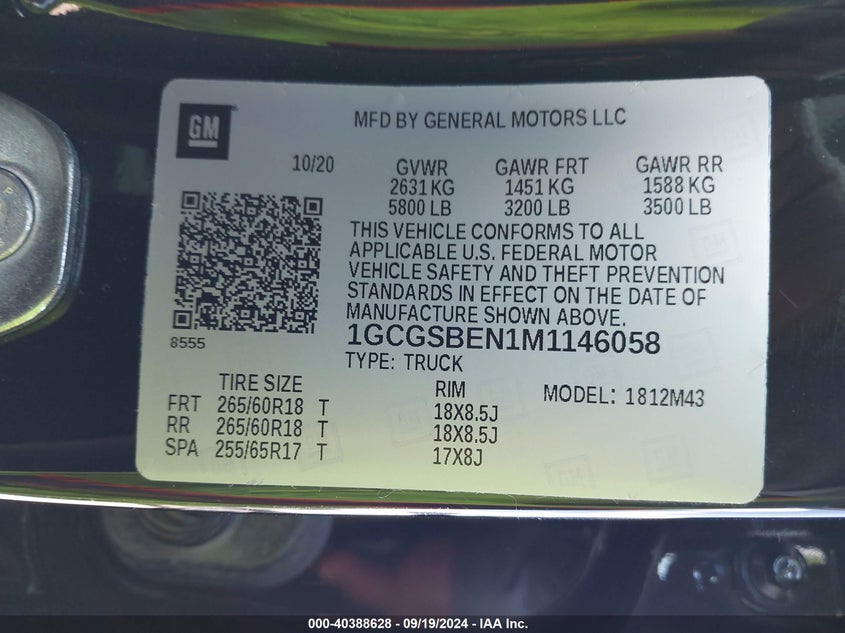 GM
MFD BY GENERAL MOTORS LLC
10/20 GVWR GAWR FRT GAWR RR
2631 KG 1451 KG 1588 KG
5800 LB 3200 LB 3500 LB
THIS VEHICLE CONFORMS TO ALL
APPLICABLE U.S. FEDERAL MOTOR
VEHICLE SAFETY AND THEFT PREVENTION
STANDARDS IN EFFECT ON THE DATE OF
MANUFACTURE SHOWN ABOVE.
8555
1GCGSBEN1M1146058
TYPE: TRUCK
TIRE SIZE RIM MODEL: 1812M43
FRT 265/60R18 T 18X8.5J
RR 265/60R18 T 18X8.5J
SPA 255/65R17 T 17X8J
000-40388628 - 09/19/2024 - IAA Inc.